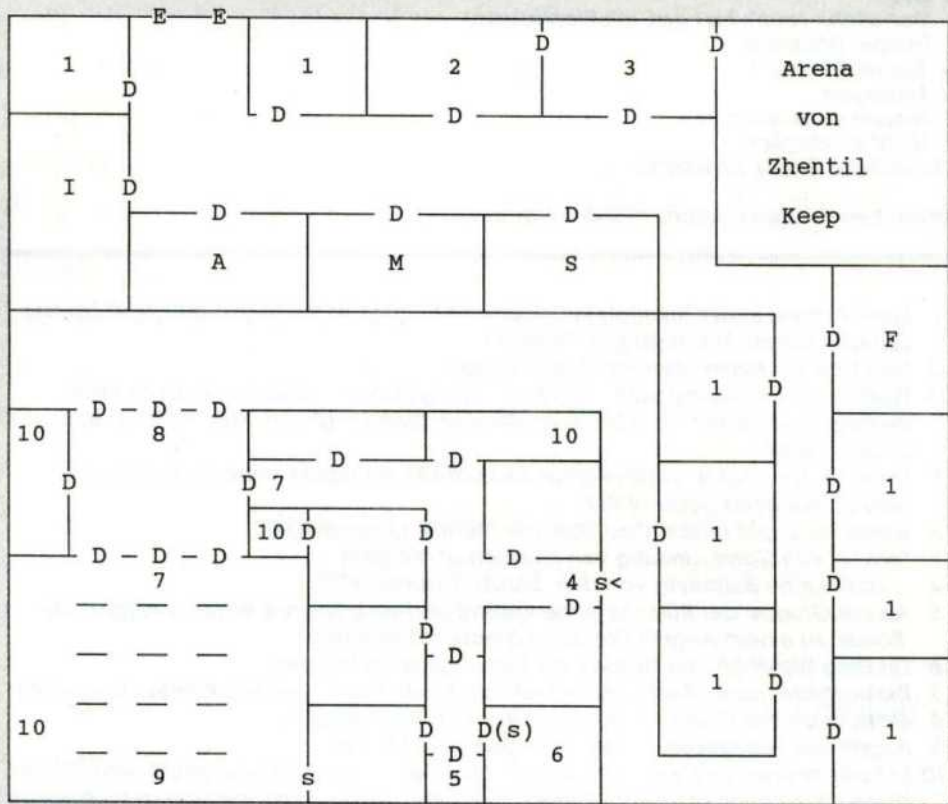 E E
D D
1 1 2 3 Arena
D
D D D von
I D Zhentil
D D D Keep
A M S
D F
1 D
D D D
10 8 10
D D
D D 7 D 1
10 D D D
D D D D
7 4 s< D
D 1
D
D
1 D
10 D D(s) D 1
D 6
s 9 5